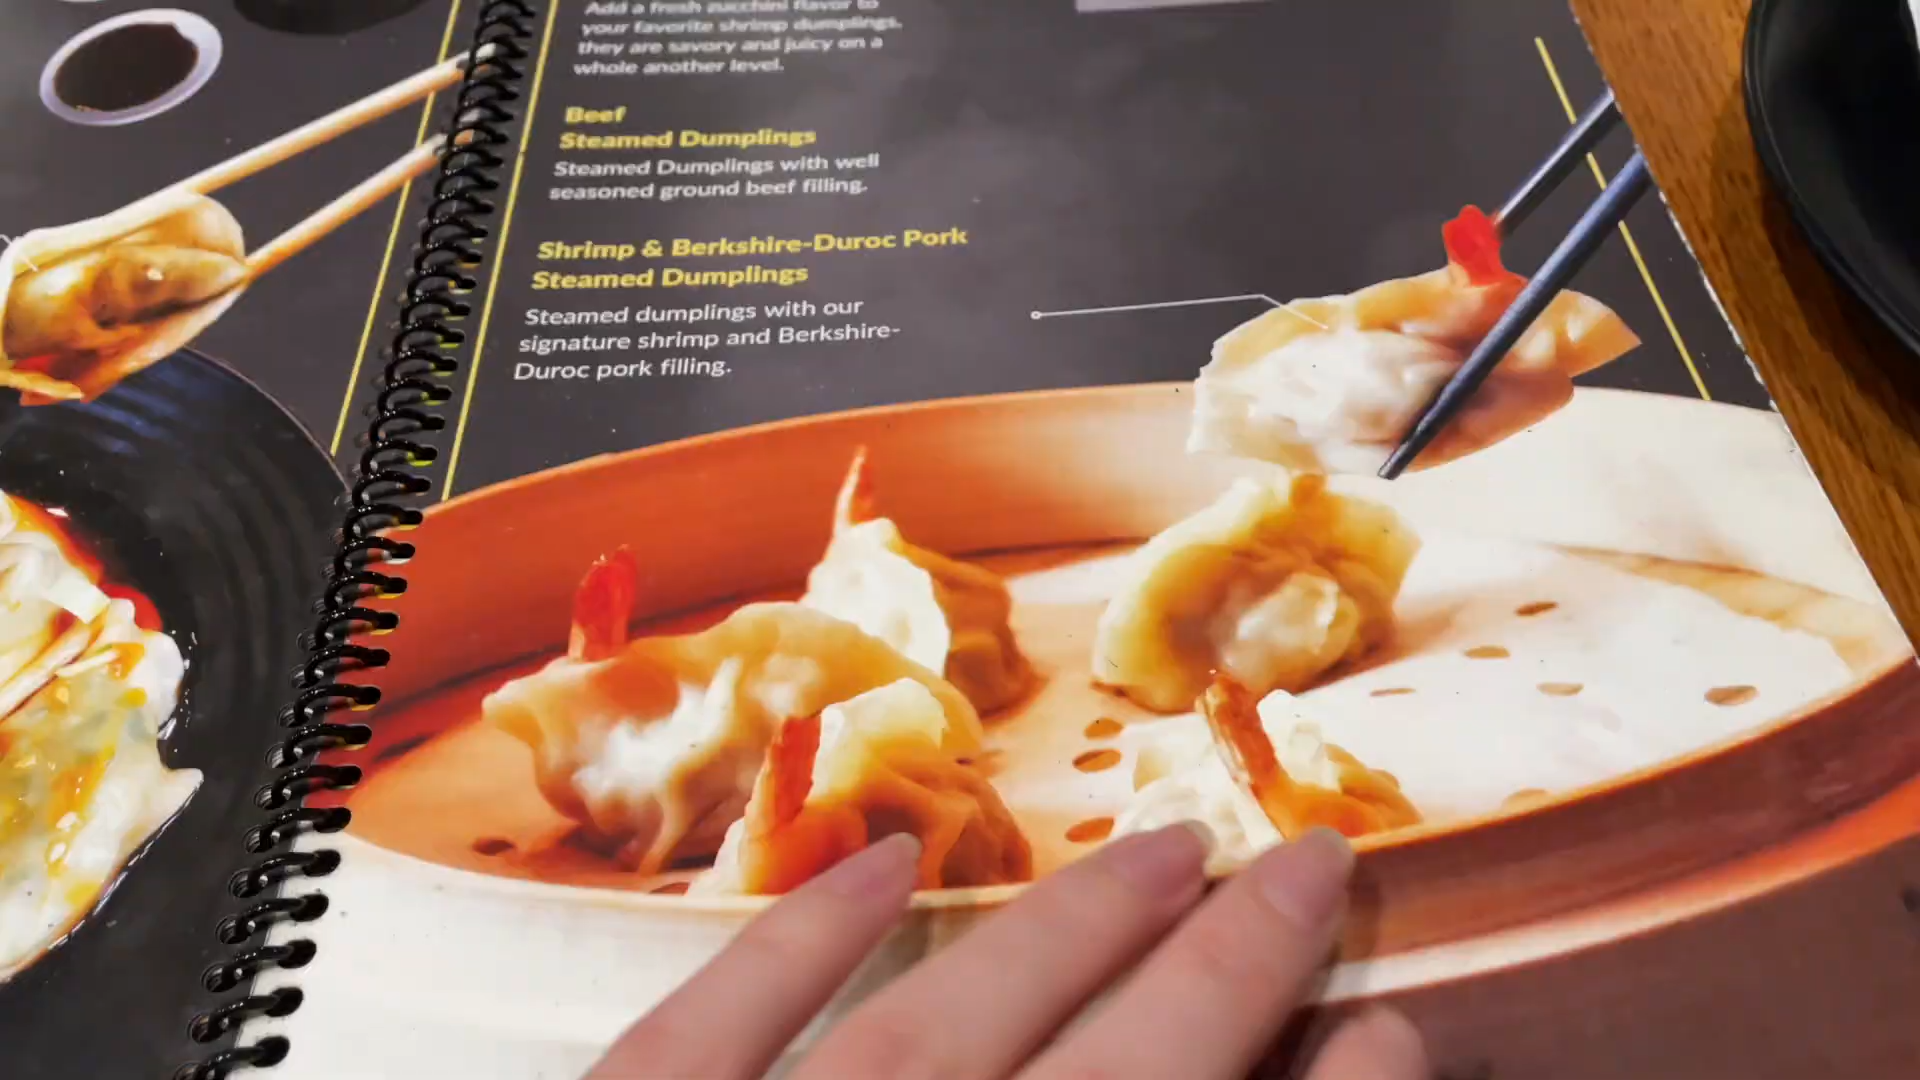 Add a fresh zucchini flavor to
your favorite shrimp dumplings,
they are savory and juicy on a
whole another level.
Beef
Steamed Dumplings
Steamed Dumplings with well
seasoned ground beef filling.
Shrimp & Berkshire-Duroc Pork
Steamed Dumplings
Steamed dumplings with our
signature shrimp and Berkshire-
Duroc pork filling.